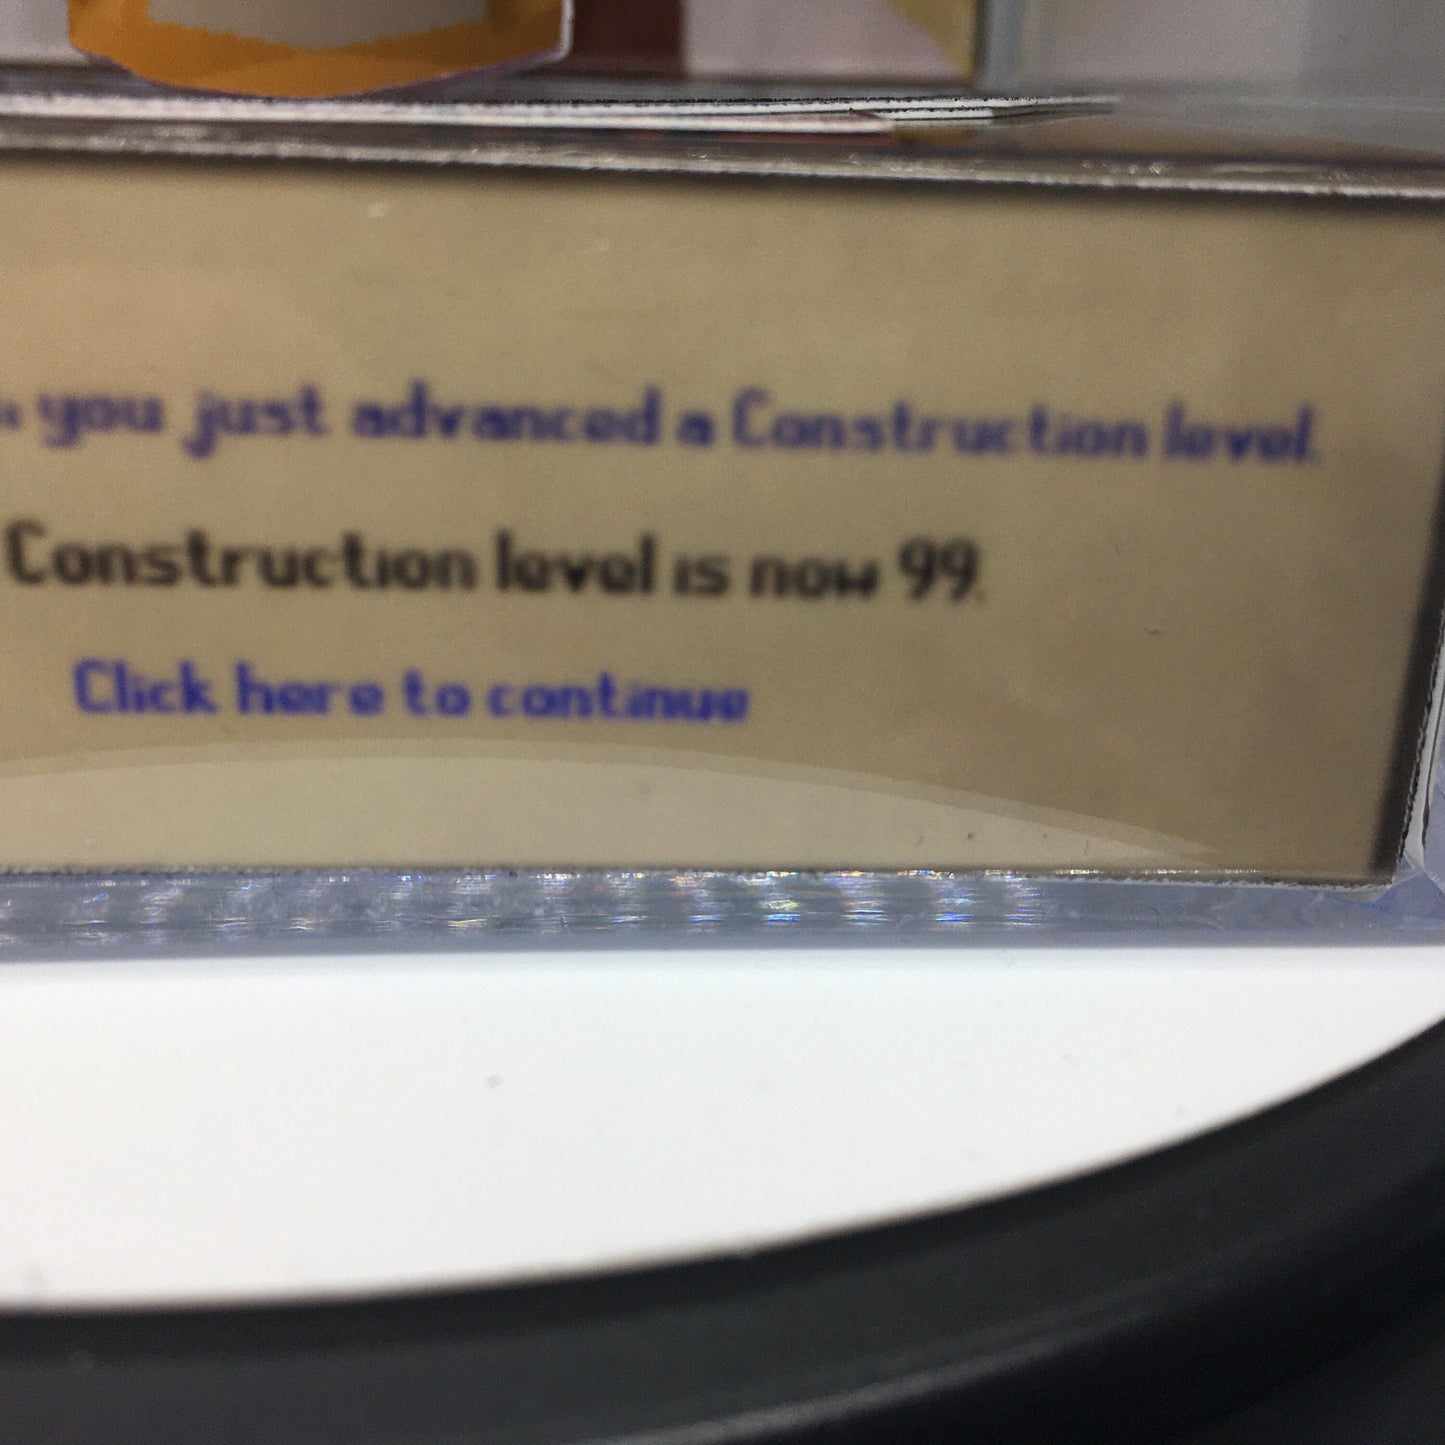 you just advanced a Construction level.
Construction level is now 99.
Click here to continue